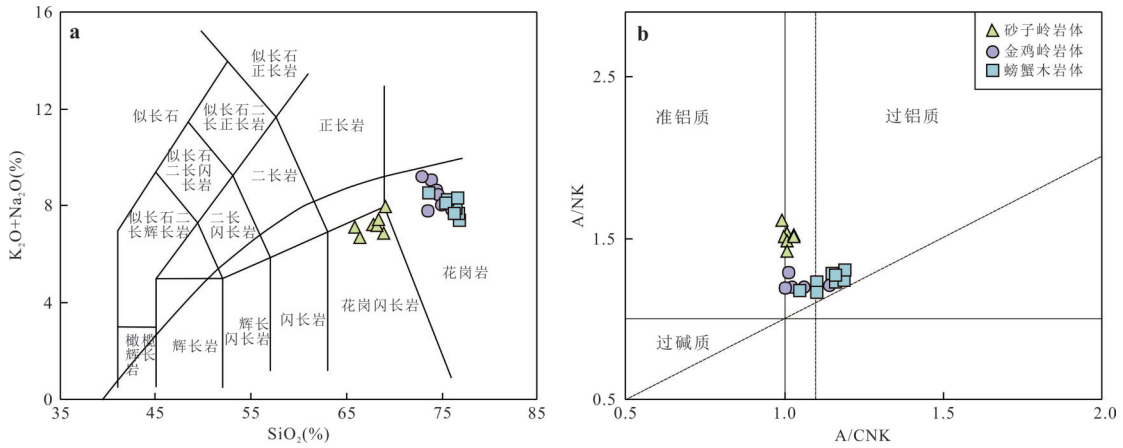 a
16
12
8
4
0
35
45
55
65
75
85
K₂O+Na₂O(%)
SiO₂(%)
似长石
正长岩
似长石
似长石二
长正长岩
正长岩
似长石
二长闪
长岩
二长岩
似长石二
长辉长岩
二长
闪长岩
花岗岩
花岗闪长岩
橄榄
辉长
岩
辉长岩
辉长
闪长岩
闪长岩
b
砂子岭岩体
金鸡岭岩体
螃蟹木岩体
2.5
1.5
0.5
0.5
1.0
1.5
2.0
A/NK
A/CNK
准铝质
过铝质
过碱质